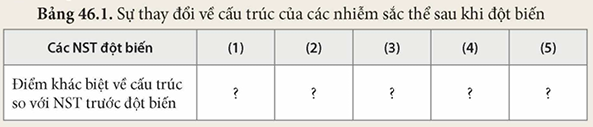 Bảng 46.1. Sự thay đổi về cấu trúc của các nhiễm sắc thể sau khi đột biến
Các NST đột biến (1) (2) (3) (4) (5)
Điểm khác biệt về cấu trúc
so với NST trước đột biến ? ? ? ? ?